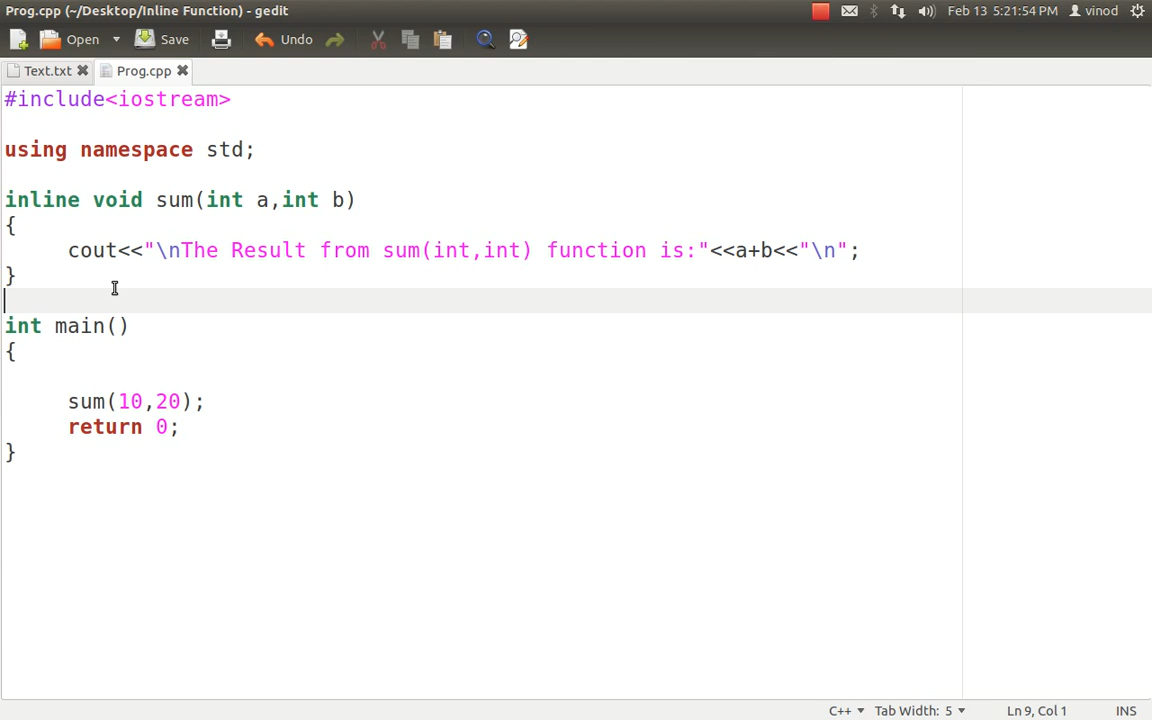 Prog.cpp (~/Desktop/Inline Function) - gedit
Feb 13 5:21:54 PM vinod
Open Save Undo
Text.txt Prog.cpp
#include<iostream>
using namespace std;
inline void sum(int a,int b)
{
cout<<"\nThe Result from sum(int,int) function is:"<<a+b<<"\n";
}
int main()
{
sum(10,20);
return 0;
}
C++ Tab Width: 5 Ln 9, Col 1 INS